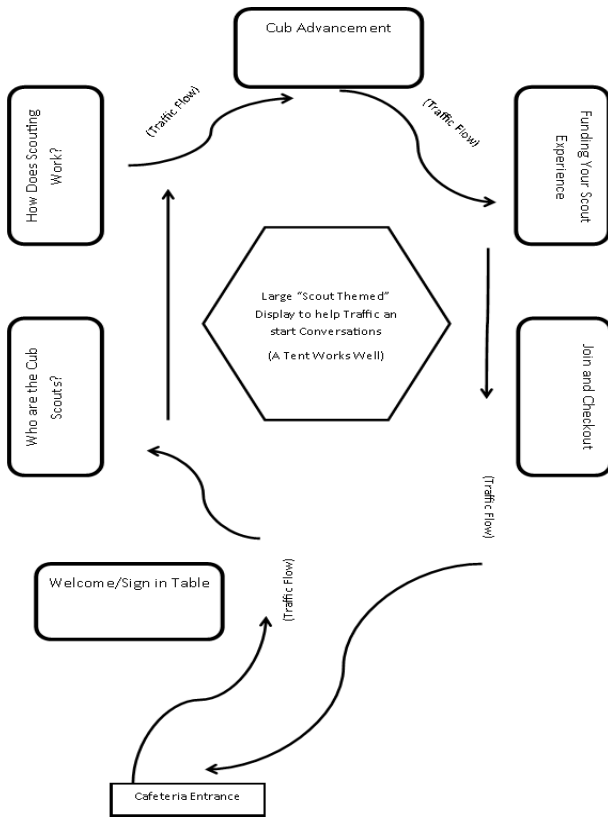 Cub Advancement
(Traffic Flow)
(Traffic Flow)
How Does Scouting
Work?
Funding Your Scout
Experience
Large “Scout Themed”
Display to help Traffic an
start Conversations
(A Tent Works Well)
Who are the Cub
Scouts?
Join and Checkout
(Traffic Flow)
Welcome/Sign in Table
(Traffic Flow)
Cafeteria Entrance